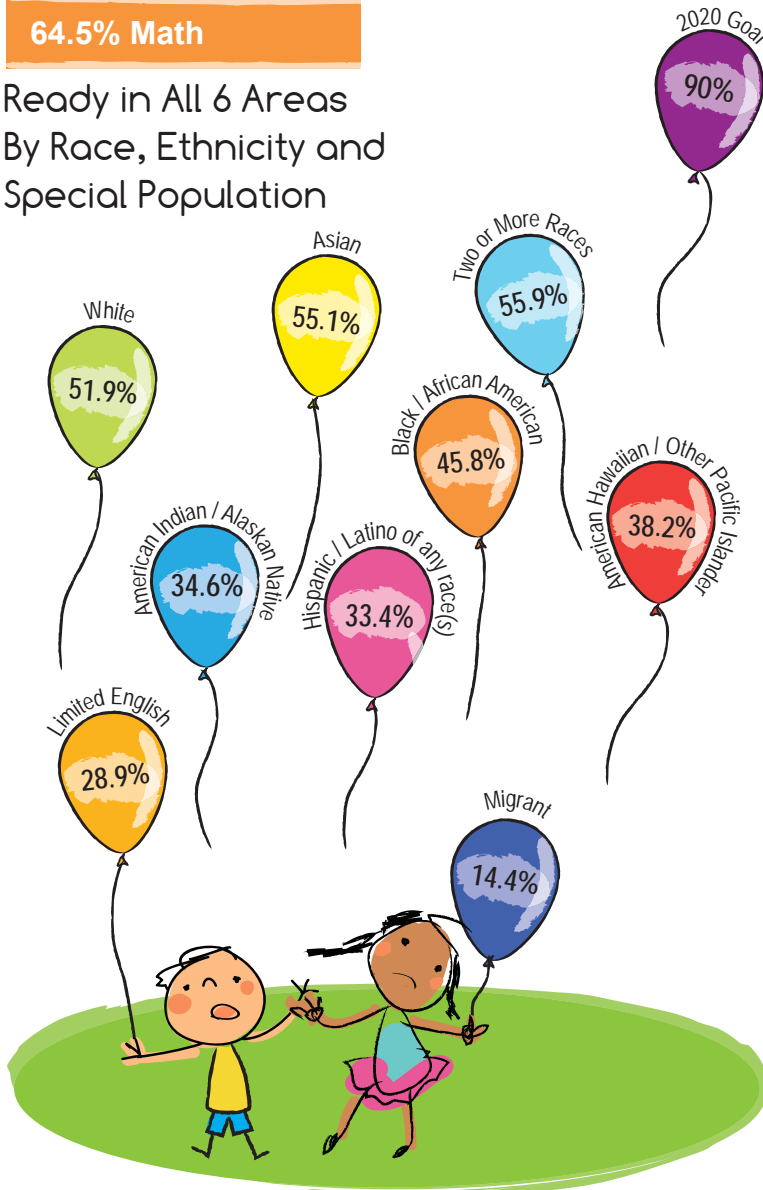 64.5% Math
Ready in All 6 Areas
By Race, Ethnicity and
Special Population
2020 Goal
90%
Asian
55.1%
Two or More Races
55.9%
White
51.9%
Black / African American
45.8%
American Hawaiian / Other Pacific Islander
38.2%
American Indian / Alaskan Native
34.6%
Hispanic / Latino of any race(s)
33.4%
Limited English
28.9%
Migrant
14.4%